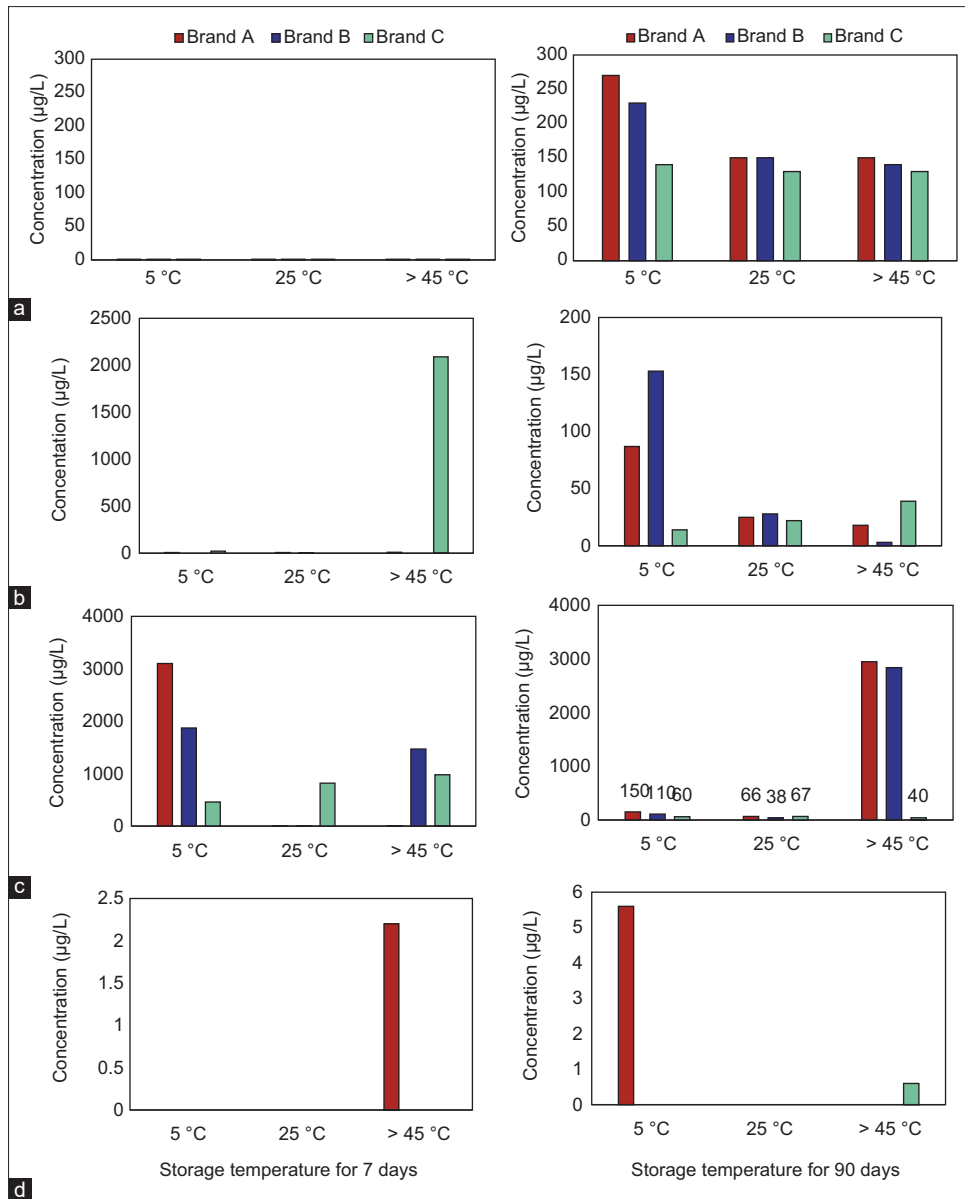 Brand A Brand B Brand C
Concentration (µg/L)
300
250
200
150
100
50
0
5 °C 25 °C > 45 °C
Brand A Brand B Brand C
Concentration (µg/L)
300
250
200
150
100
50
0
5 °C 25 °C > 45 °C
a
Concentation (µg/L)
2500
2000
1500
1000
500
0
5 °C 25 °C > 45 °C
Concentration (µg/L)
200
150
100
50
0
5 °C 25 °C > 45 °C
b
Concentration (µg/L)
4000
3000
2000
1000
0
5 °C 25 °C > 45 °C
Concentration (µg/L)
4000
3000
2000
1000
0
150 110 60 66 38 67 40
5 °C 25 °C > 45 °C
c
Concentration (µg/L)
2.5
2
1.5
1
0.5
0
5 °C 25 °C > 45 °C
Storage temperature for 7 days
Concentration (µg/L)
6
5
4
3
2
1
0
5 °C 25 °C > 45 °C
Storage temperature for 90 days
d